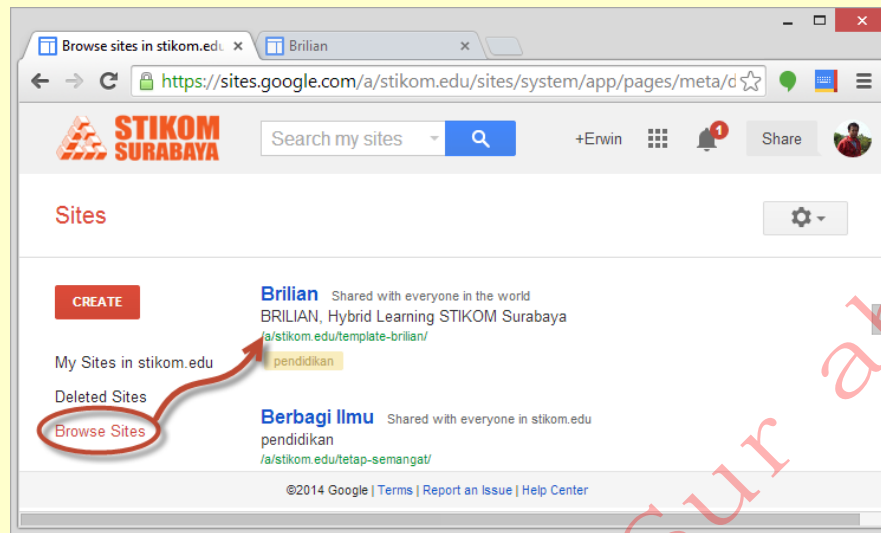 Browse sites in stikom.edu
Brilian
https://sites.google.com/a/stikom.edu/sites/system/app/pages/meta/d
STIKOM
SURABAYA
Search my sites
+Erwin
1
Share
Sites
CREATE
Brilian Shared with everyone in the world
BRILIAN, Hybrid Learning STIKOM Surabaya
/a/stikom.edu/template-brilian/
pendidikan
My Sites in stikom.edu
Deleted Sites
Browse Sites
Berbagi Ilmu Shared with everyone in stikom.edu
pendidikan
/a/stikom.edu/tetap-semangat/
©2014 Google | Terms | Report an Issue | Help Center
Sur